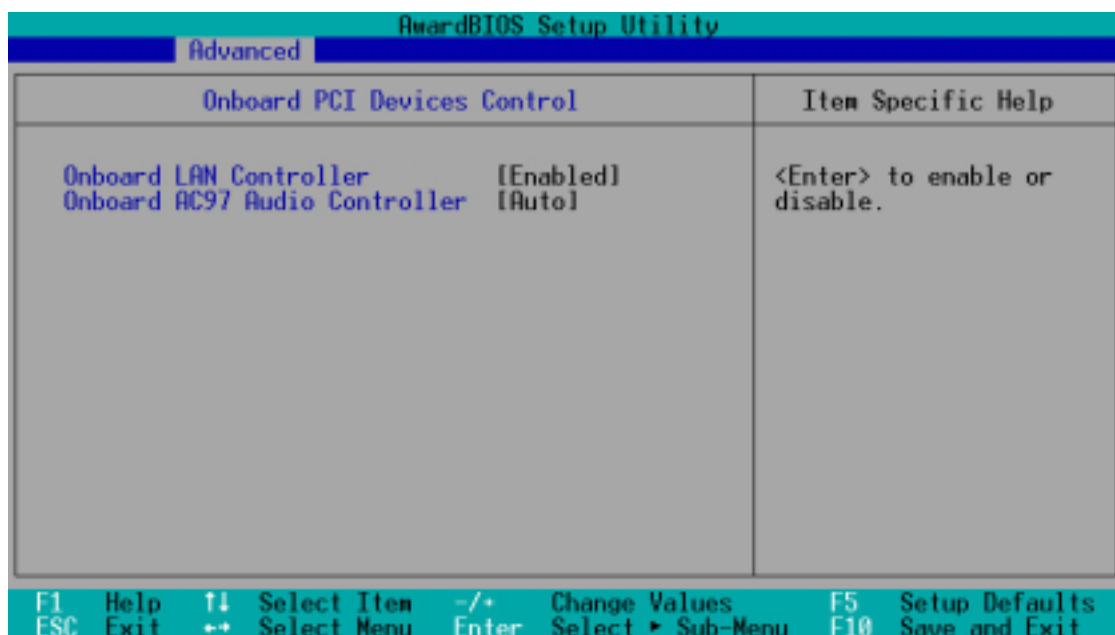 AwardBIOS Setup Utility
Advanced
Onboard PCI Devices Control
Item Specific Help
Onboard LAN Controller [Enabled]
Onboard AC97 Audio Controller [Auto]
<Enter> to enable or
disable.
F1 Help ↑↓ Select Item -/+ Change Values F5 Setup Defaults
ESC Exit ←→ Select Menu Enter Select ► Sub-Menu F10 Save and Exit